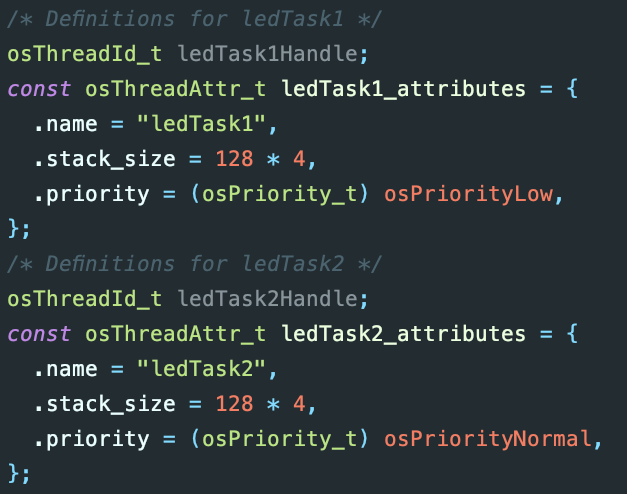 /* Definitions for ledTask1 */
osThreadId_t ledTask1Handle;
const osThreadAttr_t ledTask1_attributes = {
  .name = "ledTask1",
  .stack_size = 128 * 4,
  .priority = (osPriority_t) osPriorityLow,
};
/* Definitions for ledTask2 */
osThreadId_t ledTask2Handle;
const osThreadAttr_t ledTask2_attributes = {
  .name = "ledTask2",
  .stack_size = 128 * 4,
  .priority = (osPriority_t) osPriorityNormal,
};